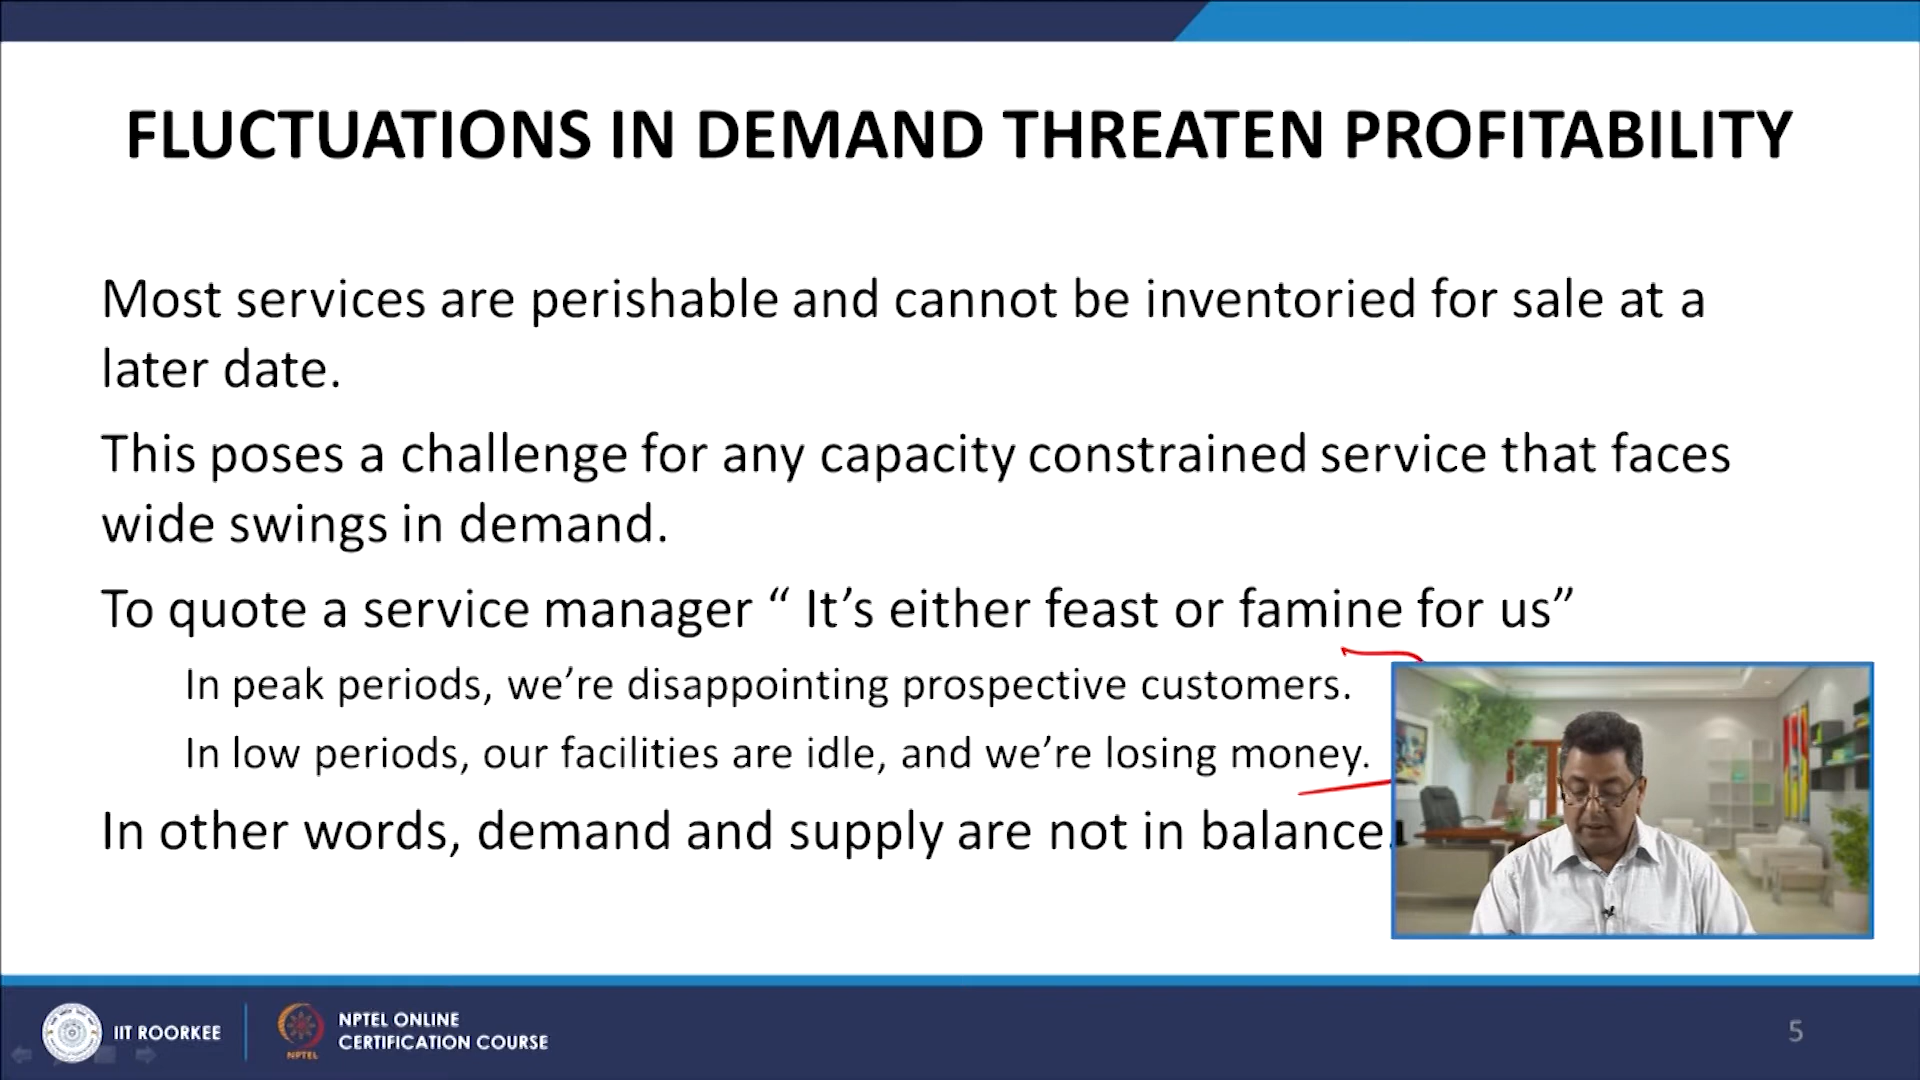 FLUCTUATIONS IN DEMAND THREATEN PROFITABILITY
Most services are perishable and cannot be inventoried for sale at a
later date.
This poses a challenge for any capacity constrained service that faces
wide swings in demand.
To quote a service manager “ It’s either feast or famine for us”
In peak periods, we’re disappointing prospective customers.
In low periods, our facilities are idle, and we’re losing money.
In other words, demand and supply are not in balance.
IIT ROORKEE
NPTEL
NPTEL ONLINE
CERTIFICATION COURSE
5